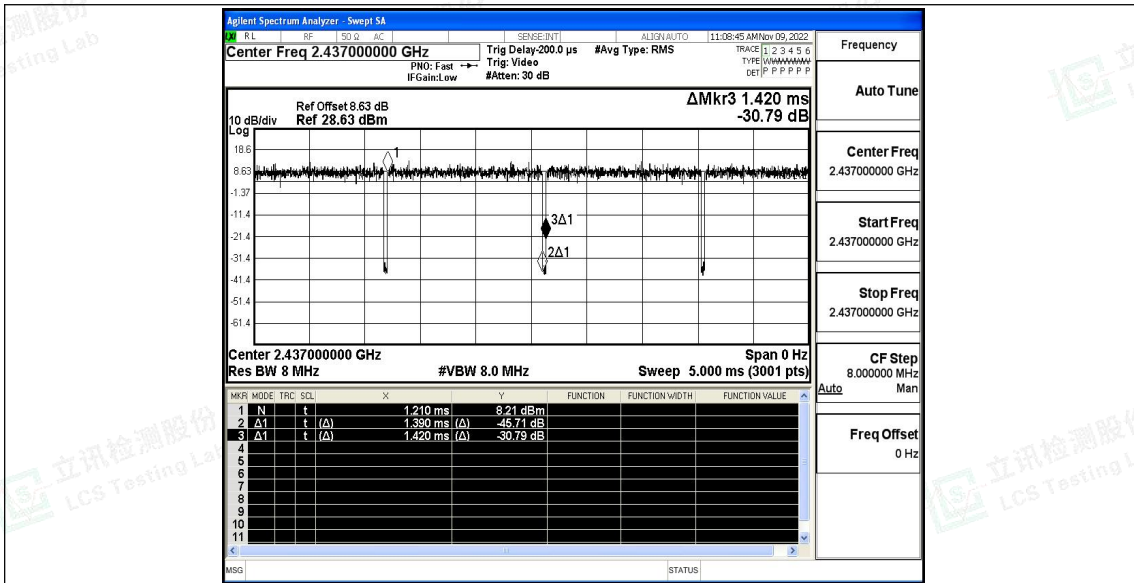 Agilent Spectrum Analyzer - Swept SA
LXI RL RF 50 Ω AC SENSE:INT ALIGN AUTO 11:08:45 AM Nov 09, 2022
Center Freq 2.437000000 GHz
PNO: Fast
IFGain:Low
Trig Delay-200.0 µs
Trig: Video
#Atten: 30 dB
#Avg Type: RMS
TRACE 1 2 3 4 5 6
TYPE WWWWWW
DET P P P P P P
ΔMkr3 1.420 ms
-30.79 dB
Ref Offset 8.63 dB
10 dB/div Ref 28.63 dBm
Log
18.6
8.63
-1.37
-11.4
-21.4
-31.4
-41.4
-51.4
-61.4
1
3Δ1
2Δ1
Center 2.437000000 GHz Span 0 Hz
Res BW 8 MHz #VBW 8.0 MHz Sweep 5.000 ms (3001 pts)
MKR MODE TRC SCL X Y FUNCTION FUNCTION WIDTH FUNCTION VALUE
1 N t 1.210 ms 8.21 dBm
2 Δ1 t (Δ) 1.390 ms (Δ) -45.71 dB
3 Δ1 t (Δ) 1.420 ms (Δ) -30.79 dB
4
5
6
7
8
9
10
11
MSG STATUS
Frequency
Auto Tune
Center Freq
2.437000000 GHz
Start Freq
2.437000000 GHz
Stop Freq
2.437000000 GHz
CF Step
8.000000 MHz
Auto Man
Freq Offset
0 Hz
立讯检测股份
LCS Testing Lab
立讯检测股份
LCS Testing L